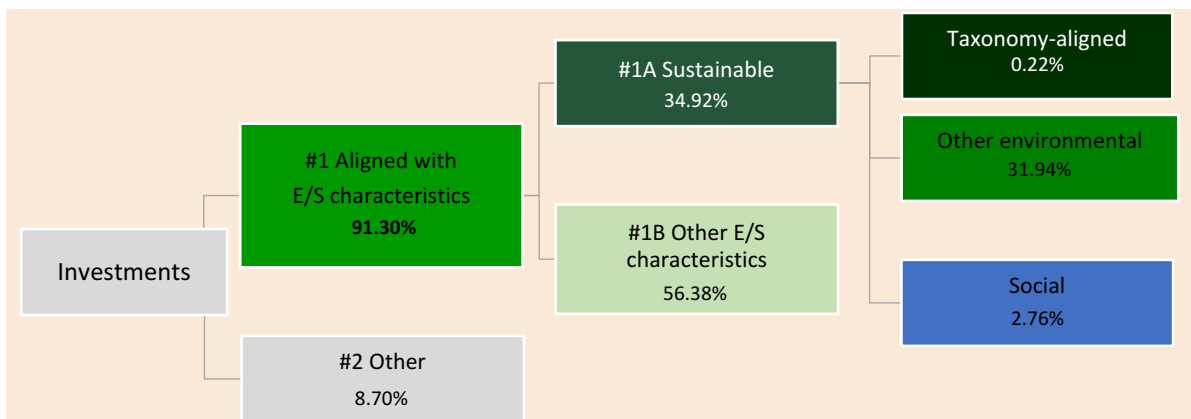 Investments
#1 Aligned with
E/S characteristics
91.30%
#2 Other
8.70%
#1A Sustainable
34.92%
#1B Other E/S
characteristics
56.38%
Taxonomy-aligned
0.22%
Other environmental
31.94%
Social
2.76%